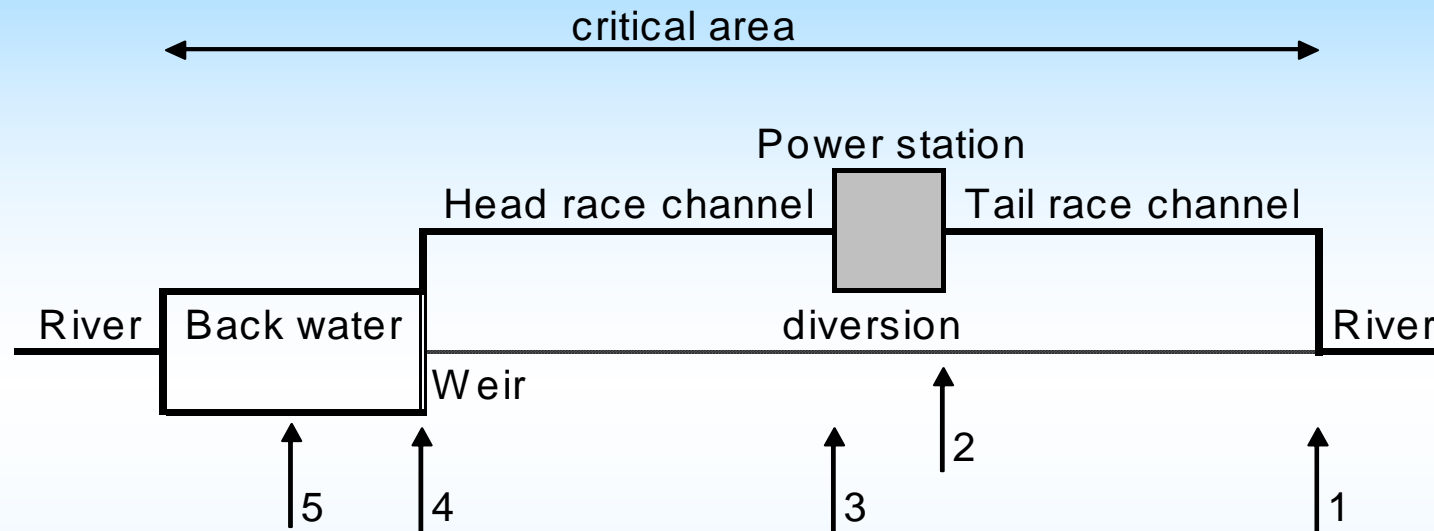 critical area
Power station
Head race channel
Tail race channel
River
Back water
diversion
River
Weir
2
5
4
3
1